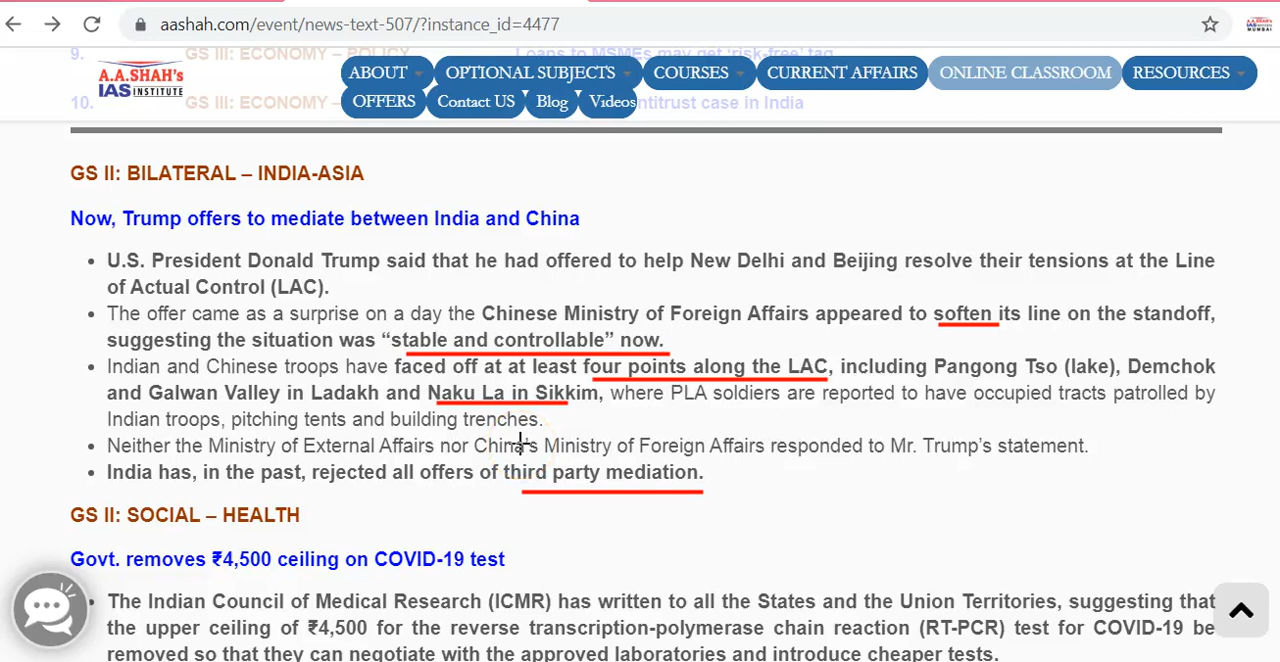 aashah.com/event/news-text-507/?instance_id=4477
9. GS III: ECONOMY – POLICY Loans to MSMEs may get 'risk-free' tag
A.A.SHAH's
IAS INSTITUTE
ABOUT OPTIONAL SUBJECTS COURSES CURRENT AFFAIRS ONLINE CLASSROOM RESOURCES
OFFERS Contact US Blog Videos
10. GS III: ECONOMY – ntitrust case in India
GS II: BILATERAL – INDIA-ASIA
Now, Trump offers to mediate between India and China
• U.S. President Donald Trump said that he had offered to help New Delhi and Beijing resolve their tensions at the Line
of Actual Control (LAC).
• The offer came as a surprise on a day the Chinese Ministry of Foreign Affairs appeared to soften its line on the standoff,
suggesting the situation was “stable and controllable” now.
• Indian and Chinese troops have faced off at at least four points along the LAC, including Pangong Tso (lake), Demchok
and Galwan Valley in Ladakh and Naku La in Sikkim, where PLA soldiers are reported to have occupied tracts patrolled by
Indian troops, pitching tents and building trenches.
• Neither the Ministry of External Affairs nor China's Ministry of Foreign Affairs responded to Mr. Trump's statement.
• India has, in the past, rejected all offers of third party mediation.
GS II: SOCIAL – HEALTH
Govt. removes ₹4,500 ceiling on COVID-19 test
• The Indian Council of Medical Research (ICMR) has written to all the States and the Union Territories, suggesting that
the upper ceiling of ₹4,500 for the reverse transcription-polymerase chain reaction (RT-PCR) test for COVID-19 be
removed so that they can negotiate with the approved laboratories and introduce cheaper tests.